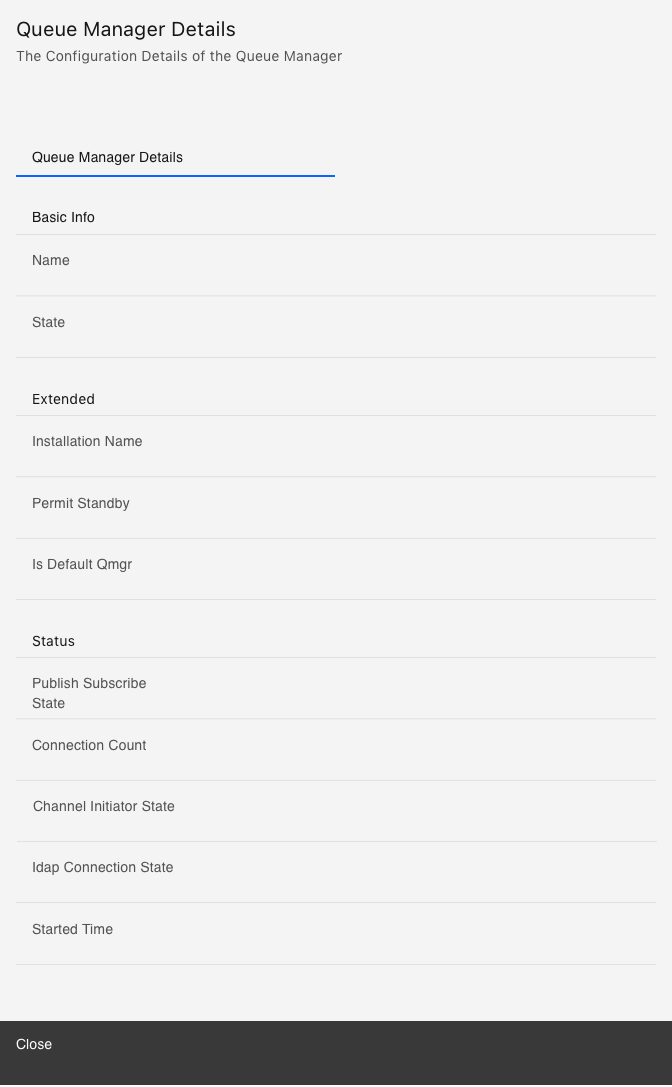 Queue Manager Details
The Configuration Details of the Queue Manager
Queue Manager Details
Basic Info
Name
State
Extended
Installation Name
Permit Standby
Is Default Qmgr
Status
Publish Subscribe
State
Connection Count
Channel Initiator State
Idap Connection State
Started Time
Close